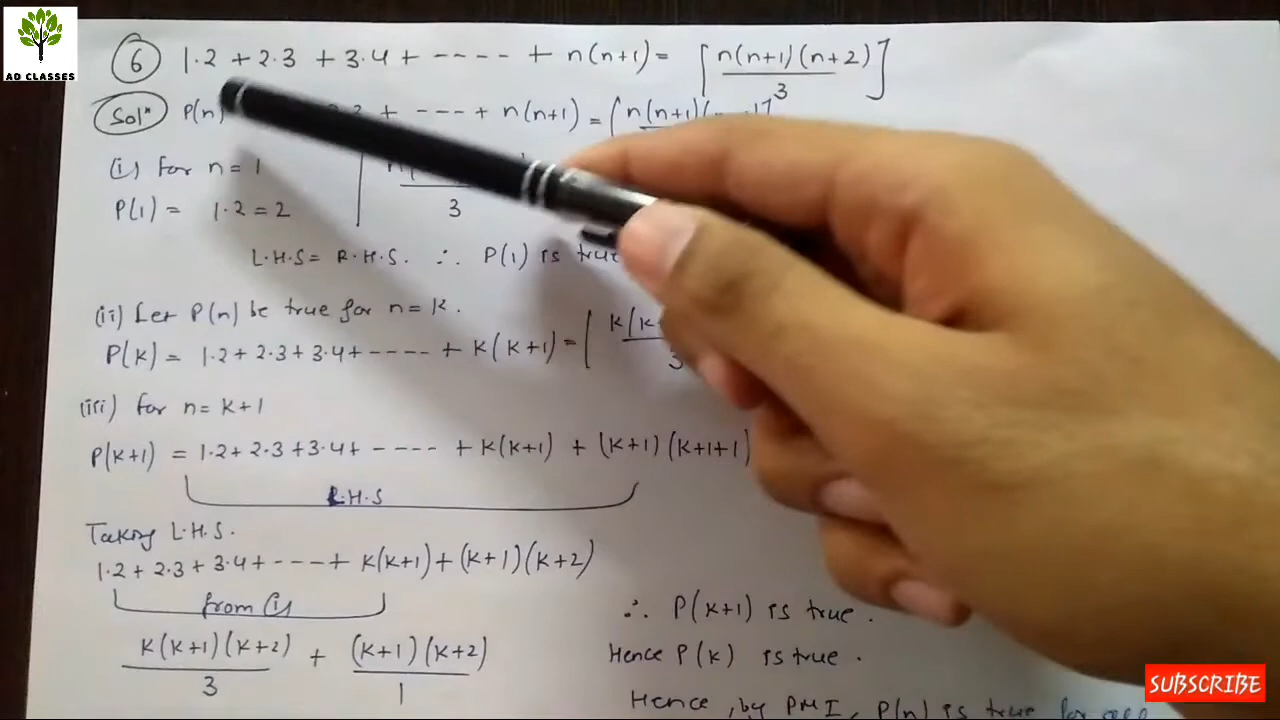 AD CLASSES
⑥ 1·2 + 2·3 + 3·4 + ---- + n(n+1) = [n(n+1)(n+2)/3]
Solⁿ P(n) + ---- + n(n+1) = [n(n+1)
(i) for n = 1
P(1) = 1·2 = 2 3
L.H.S = R.H.S. ∴ P(1) is true
(ii) Let P(n) be true for n = k.
P(k) = 1·2 + 2·3 + 3·4 + ---- + k(k+1) = [k(k
(iii) for n = k+1
P(k+1) = 1·2 + 2·3 + 3·4 + ---- + k(k+1) + (k+1)(k+1+1)
L.H.S
Taking L.H.S.
1·2 + 2·3 + 3·4 + ---- + k(k+1) + (k+1)(k+2)
from (i)
k(k+1)(k+2)/3 + (k+1)(k+2)/1
∴ P(k+1) is true.
Hence P(k) is true.
Hence, by PMI, P(n) is true for all
SUBSCRIBE